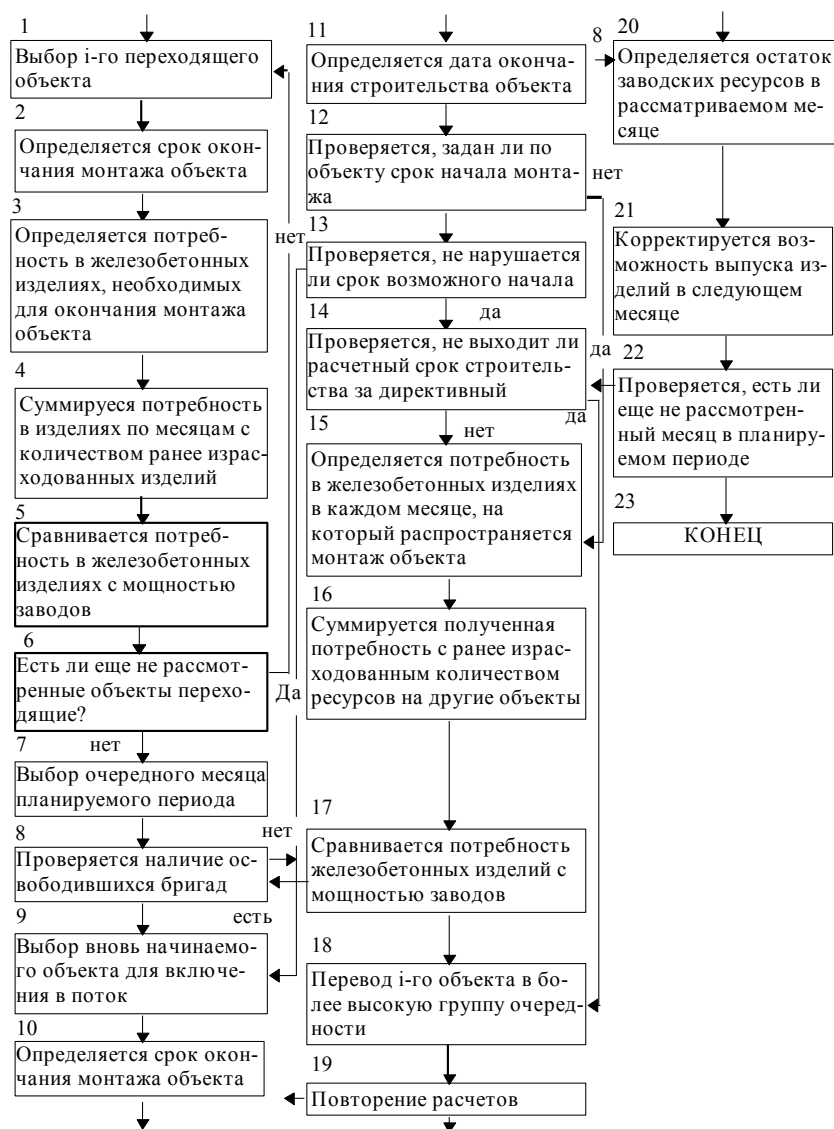 1
Выбор i-го переходящего
объекта
2
Определяется срок окон-
чания монтажа объекта
3
Определяется потреб-
ность в железобетонных
изделиях, необходимых
для окончания монтажа
объекта
нет
4
Суммируеся потребность
в изделиях по месяцам с
количеством ранее израс-
ходованных изделий
5
Сравнивается потреб-
ность в железобетонных
изделиях с мощностью
заводов
6
Есть ли еще не рассмот-
ренные объекты перехо-
дящие?
Да
7
нет
Выбор очередного месяца
планируемого периода
8
нет
Проверяется наличие ос-
вободившихся бригад
9
есть
Выбор вновь начинаемо-
го объекта для включе-
ния в поток
10
Определяется срок окон-
чания монтажа объекта
11
Определяется дата оконча-
ния строительства объекта
12
Проверяется, задан ли по
объекту срок начала монта-
жа
нет
13
Проверяется, не нарушается
ли срок возможного начала
14
да
Проверяется, не выходит ли
расчетный срок строитель-
ства за директивный
да
да
15
нет
Определяется потребность
в железобетонных изделиях
в каждом месяце, на
который распространяется
монтаж объекта
16
Суммируется полученная
потребность с ранее израс-
ходованным количеством
ресурсов на другие объекты
17
Сравнивается потребность
железобетонных изделий с
мощностью заводов
18
Перевод i-го объекта в бо-
лее высокую группу очеред-
ности
19
Повторение расчетов
20
8
Определяется остаток
заводских ресурсов в
рассматриваемом ме-
сяце
21
Корректируется воз-
можность выпуска из-
делий в следующем
месяце
22
Проверяется, есть ли
еще не рассмотрен-
ный месяц в планиру-
емом периоде
23
КОНЕЦ